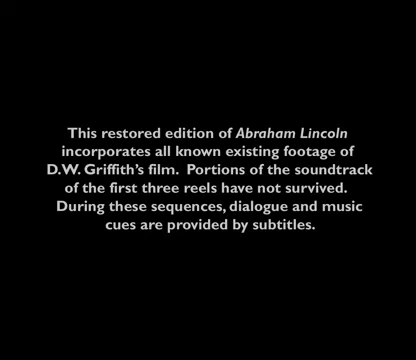 This restored edition of Abraham Lincoln
incorporates all known existing footage of
D.W. Griffith's film.  Portions of the soundtrack
of the first three reels have not survived.
During these sequences, dialogue and music
cues are provided by subtitles.